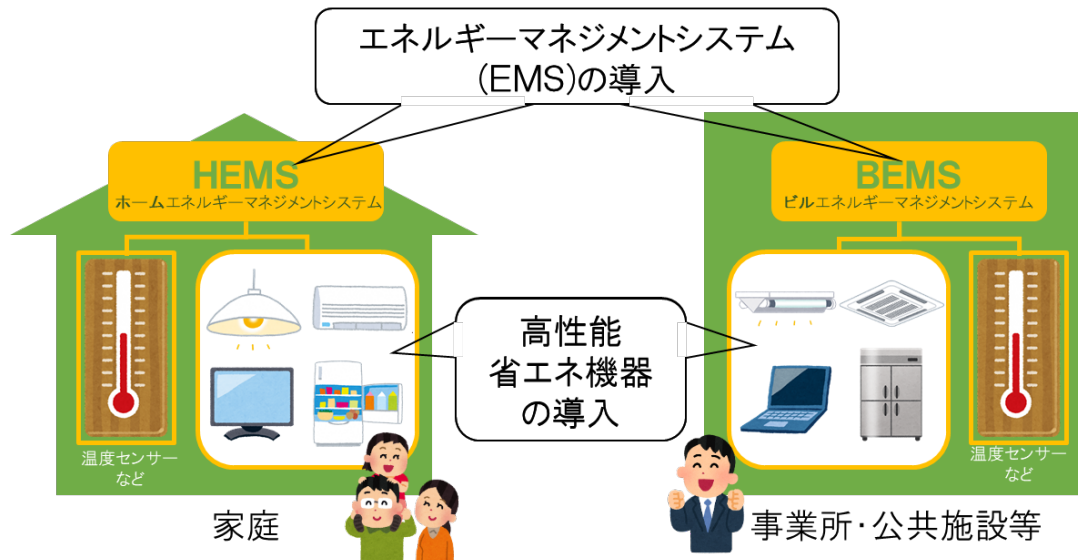 エネルギーマネジメントシステム
(EMS)の導入
HEMS
ホームエネルギーマネジメントシステム
BEMS
ビルエネルギーマネジメントシステム
高性能
省エネ機器
の導入
温度センサー
など
温度センサー
など
家庭
事業所・公共施設等